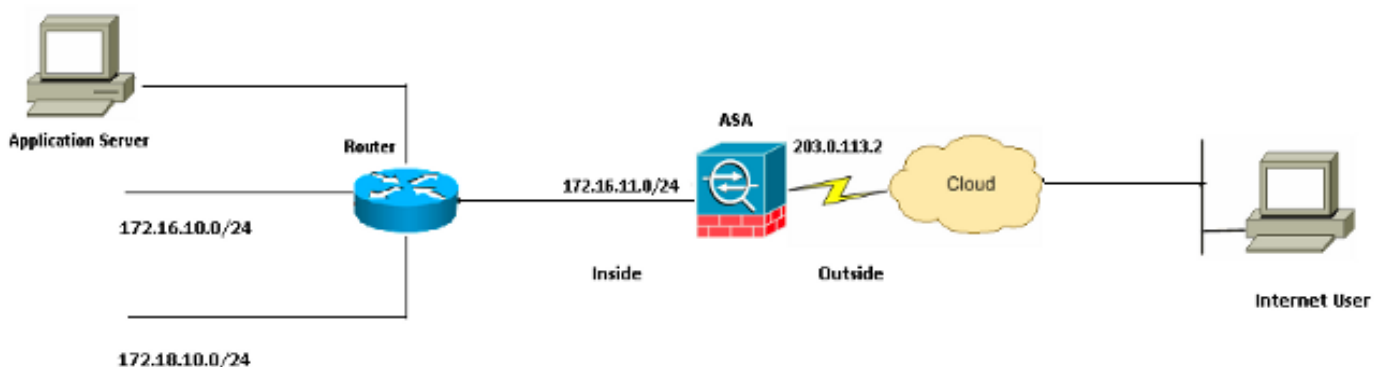 Application Server
Router
172.16.10.0/24
172.18.10.0/24
172.16.11.0/24
Inside
ASA
203.0.113.2
Outside
Cloud
Internet User